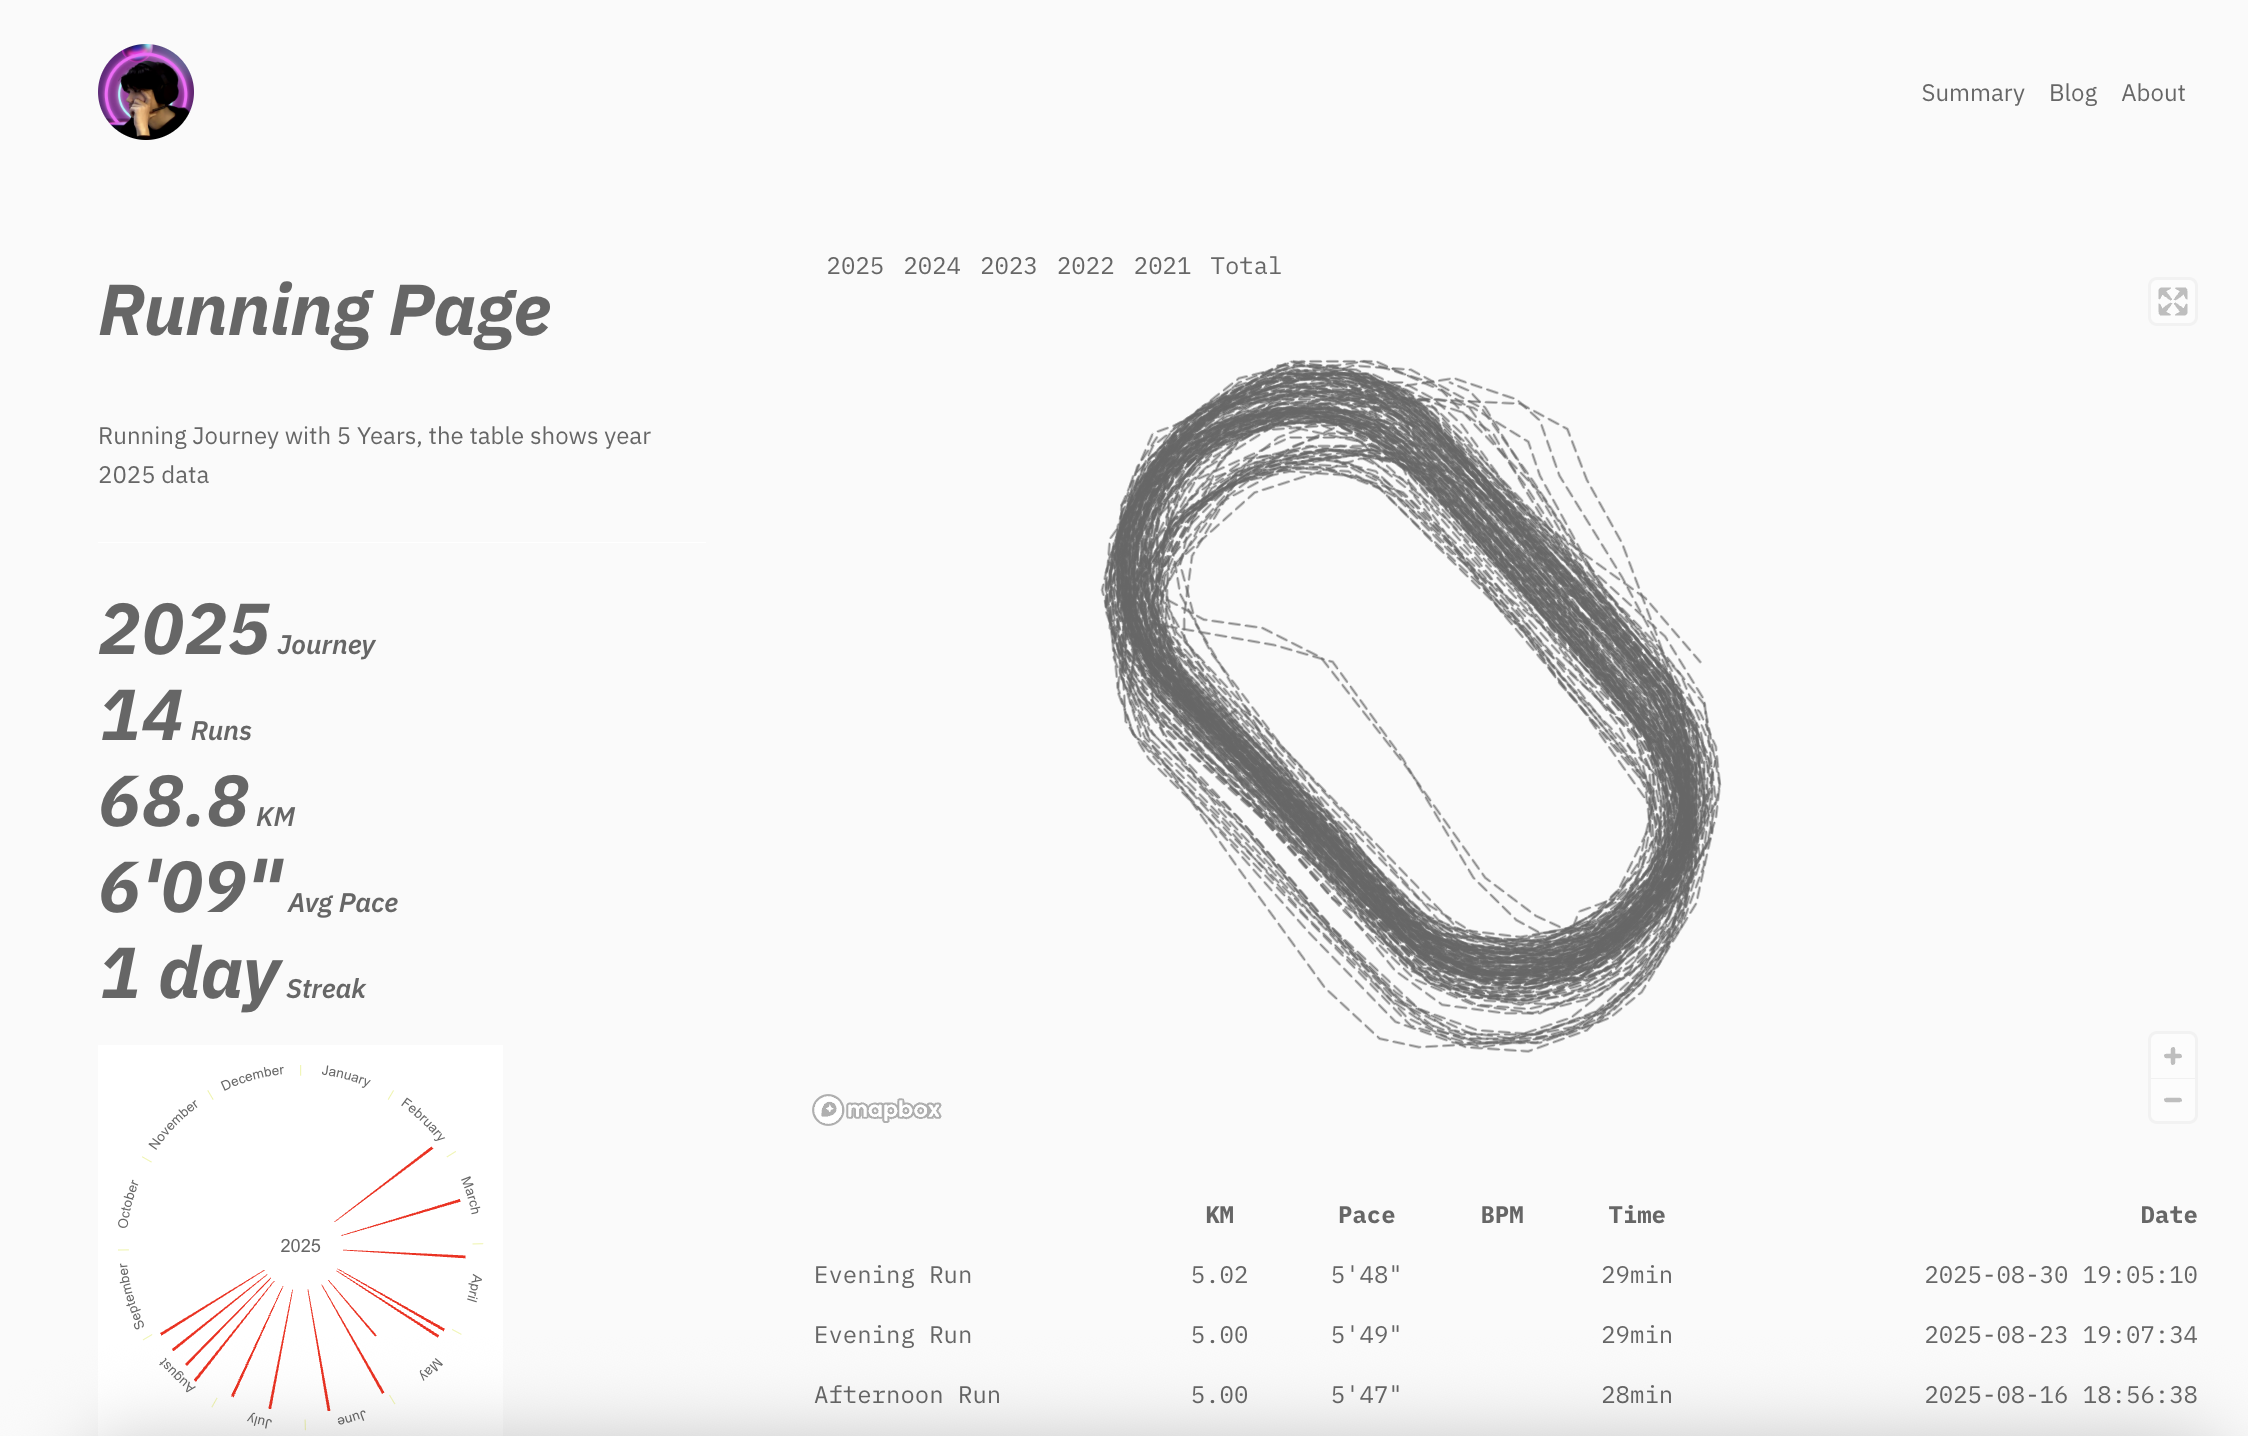 Summary Blog About
Running Page
Running Journey with 5 Years, the table shows year
2025 data
2025 Journey
14 Runs
68.8 KM
6'09" Avg Pace
1 day Streak
January
February
March
April
May
June
July
August
September
October
November
December
2025
2025 2024 2023 2022 2021 Total
mapbox
KM Pace BPM Time Date
Evening Run 5.02 5'48" 29min 2025-08-30 19:05:10
Evening Run 5.00 5'49" 29min 2025-08-23 19:07:34
Afternoon Run 5.00 5'47" 28min 2025-08-16 18:56:38